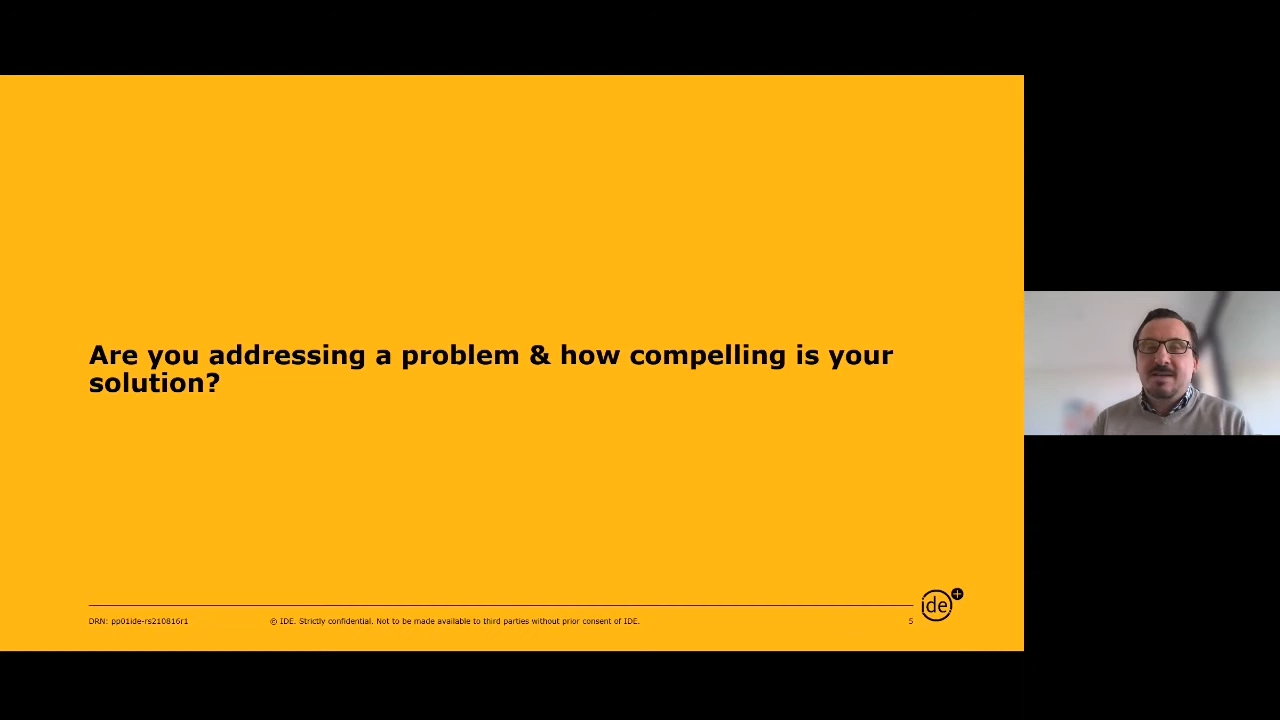 Are you addressing a problem & how compelling is your
solution?
DRN: pp01ide-rs210816r1
© IDE. Strictly confidential. Not to be made available to third parties without prior consent of IDE.
5
ide+